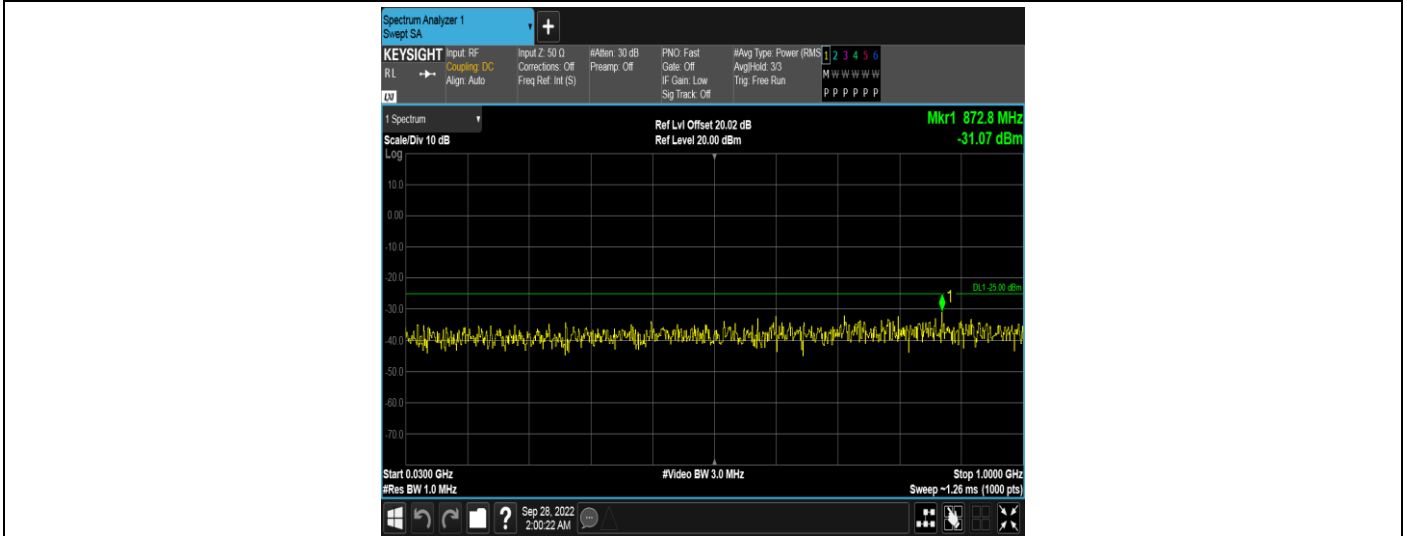 Spectrum Analyzer 1
Swept SA
+
KEYSIGHT Input: RF Input Z: 50 Ω #Atten: 30 dB PNO: Fast #Avg Type: Power (RMS 1 2 3 4 5 6
RL Coupling: DC Corrections: Off Preamp: Off Gate: Off Avg|Hold: 3/3 M W W W W W
Align: Auto Freq Ref: Int (S) IF Gain: Low Trig: Free Run
LXI Sig Track: Off P P P P P P
1 Spectrum Ref Lvl Offset 20.02 dB Mkr1 872.8 MHz
Scale/Div 10 dB Ref Level 20.00 dBm -31.07 dBm
Log
10.0
0.00
-10.0
-20.0
DL1 -25.00 dBm
1
-30.0
-40.0
-50.0
-60.0
-70.0
Start 0.0300 GHz #Video BW 3.0 MHz Stop 1.0000 GHz
#Res BW 1.0 MHz Sweep ~1.26 ms (1000 pts)
? Sep 28, 2022
2:00:22 AM